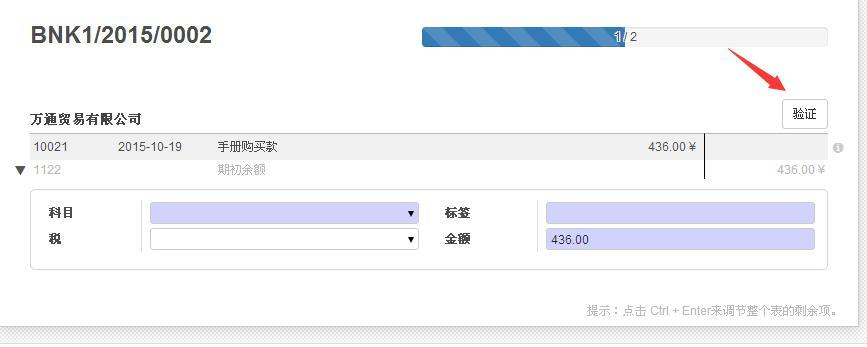 BNK1/2015/0002
1 / 2
万通贸易有限公司
验证
10021 2015-10-19 手册购买款 436.00 ¥
1122 期初余额 436.00 ¥
科目 标签
税 金额 436.00
提示：点击 Ctrl + Enter来调节整个表的剩余项。